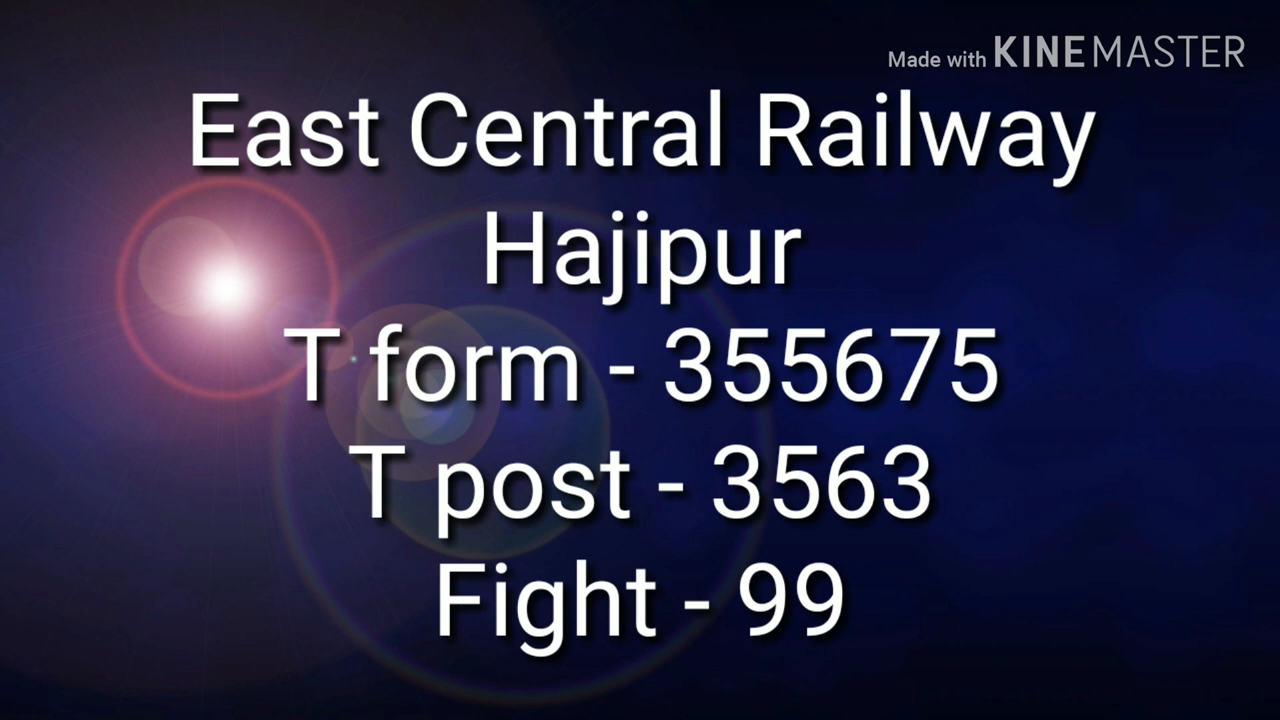 Made with KINEMASTER
East Central Railway
Hajipur
T form - 355675
T post - 3563
Fight - 99